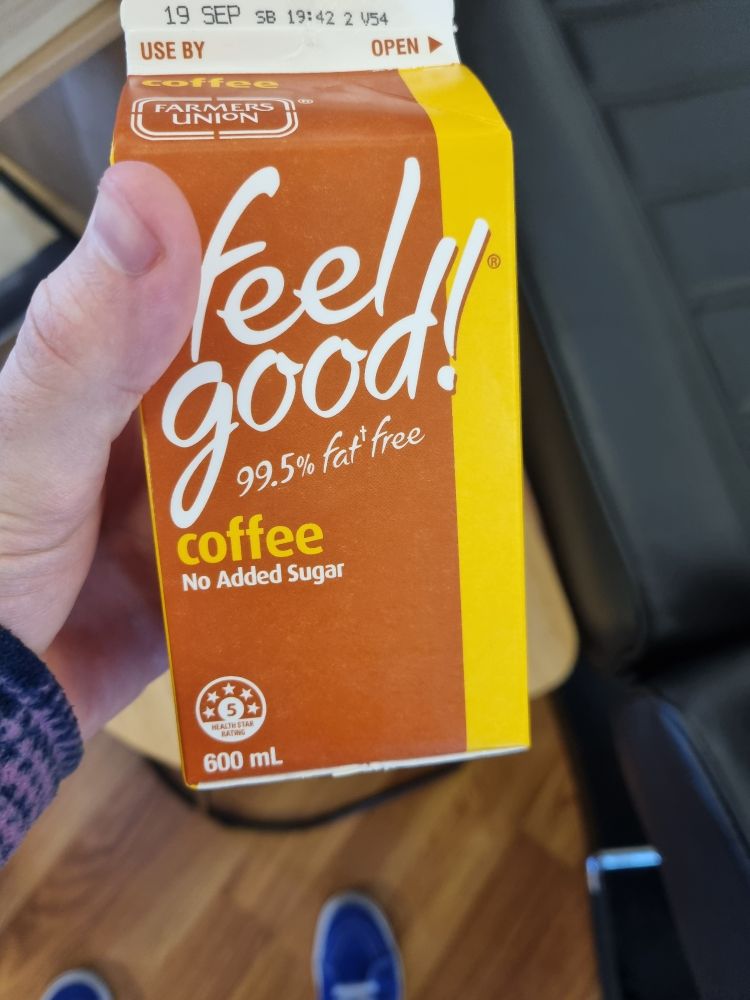 19 SEP SB 19:42 2 V54
USE BY OPEN
coffee
FARMERS
UNION ®
feel
good! ®
99.5% fat† free
coffee
No Added Sugar
5
HEALTH STAR
RATING
600 mL